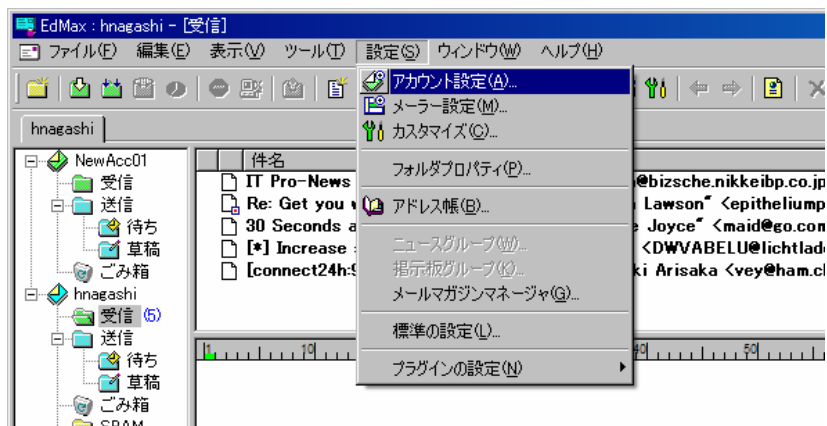 EdMax : hnagashi - [受信]
ファイル(F) 編集(E) 表示(V) ツール(T) 設定(S) ウィンドウ(W) ヘルプ(H)
アカウント設定(A)...
メーラー設定(M)...
カスタマイズ(C)...
フォルダプロパティ(P)...
アドレス帳(B)...
ニュースグループ(W)...
掲示板グループ(K)...
メールマガジンマネージャ(G)...
標準の設定(L)...
プラグインの設定(N)
hnagashi
NewAcc01
受信
送信
待ち
草稿
ごみ箱
hnagashi
受信 (5)
送信
待ち
草稿
ごみ箱
SPAM
件名
IT Pro-News
@bizsche.nikkeibp.co.jp
Re: Get you
Lawson" <epitheliump
30 Seconds a
Joyce" <maid@go.com
[*] Increase
<DWVABELU@lichtlad
[connect24h:9
ki Arisaka <vey@ham.cl
1 10 40 50